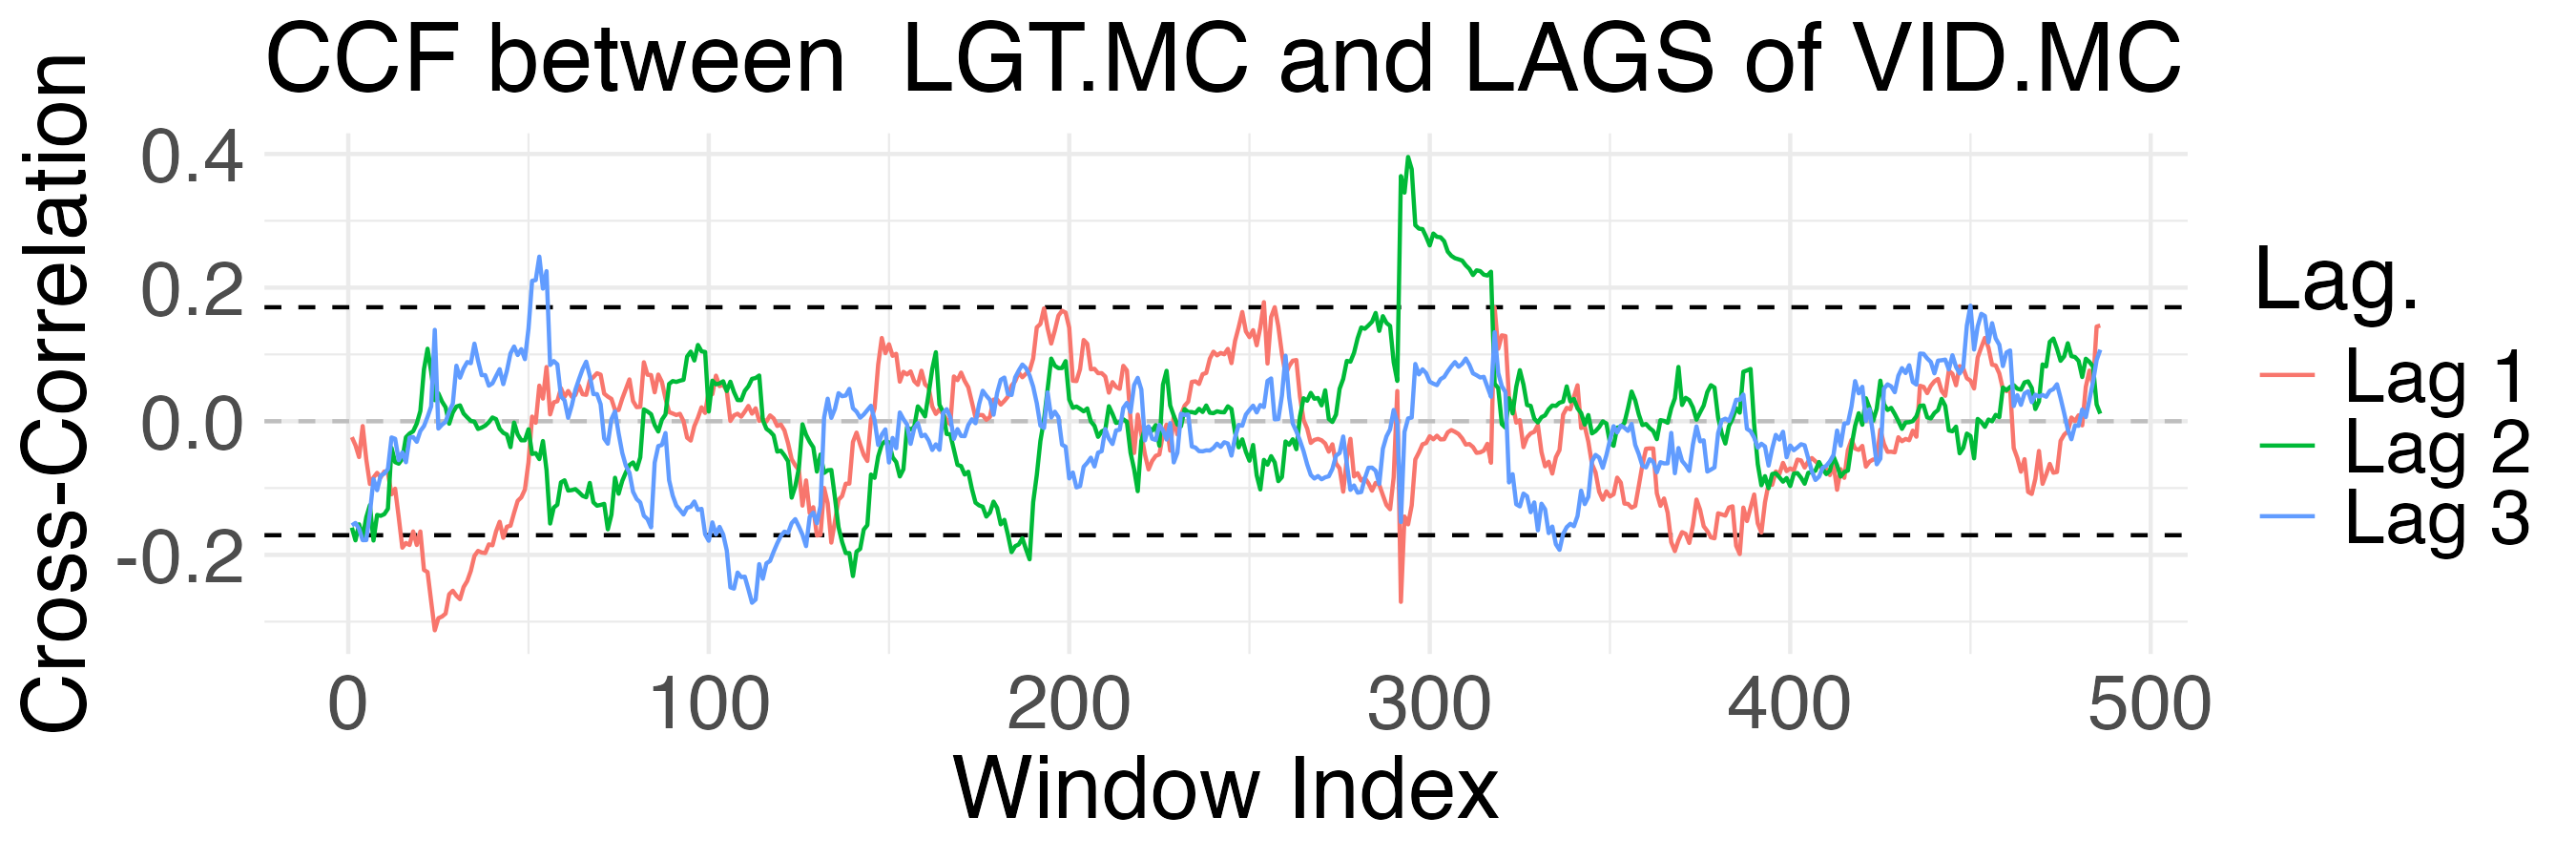 CCF between  LGT.MC and LAGS of VID.MC
Cross-Correlation
0.4
0.2
0.0
-0.2
0 100 200 300 400 500
Window Index
Lag.
Lag 1
Lag 2
Lag 3